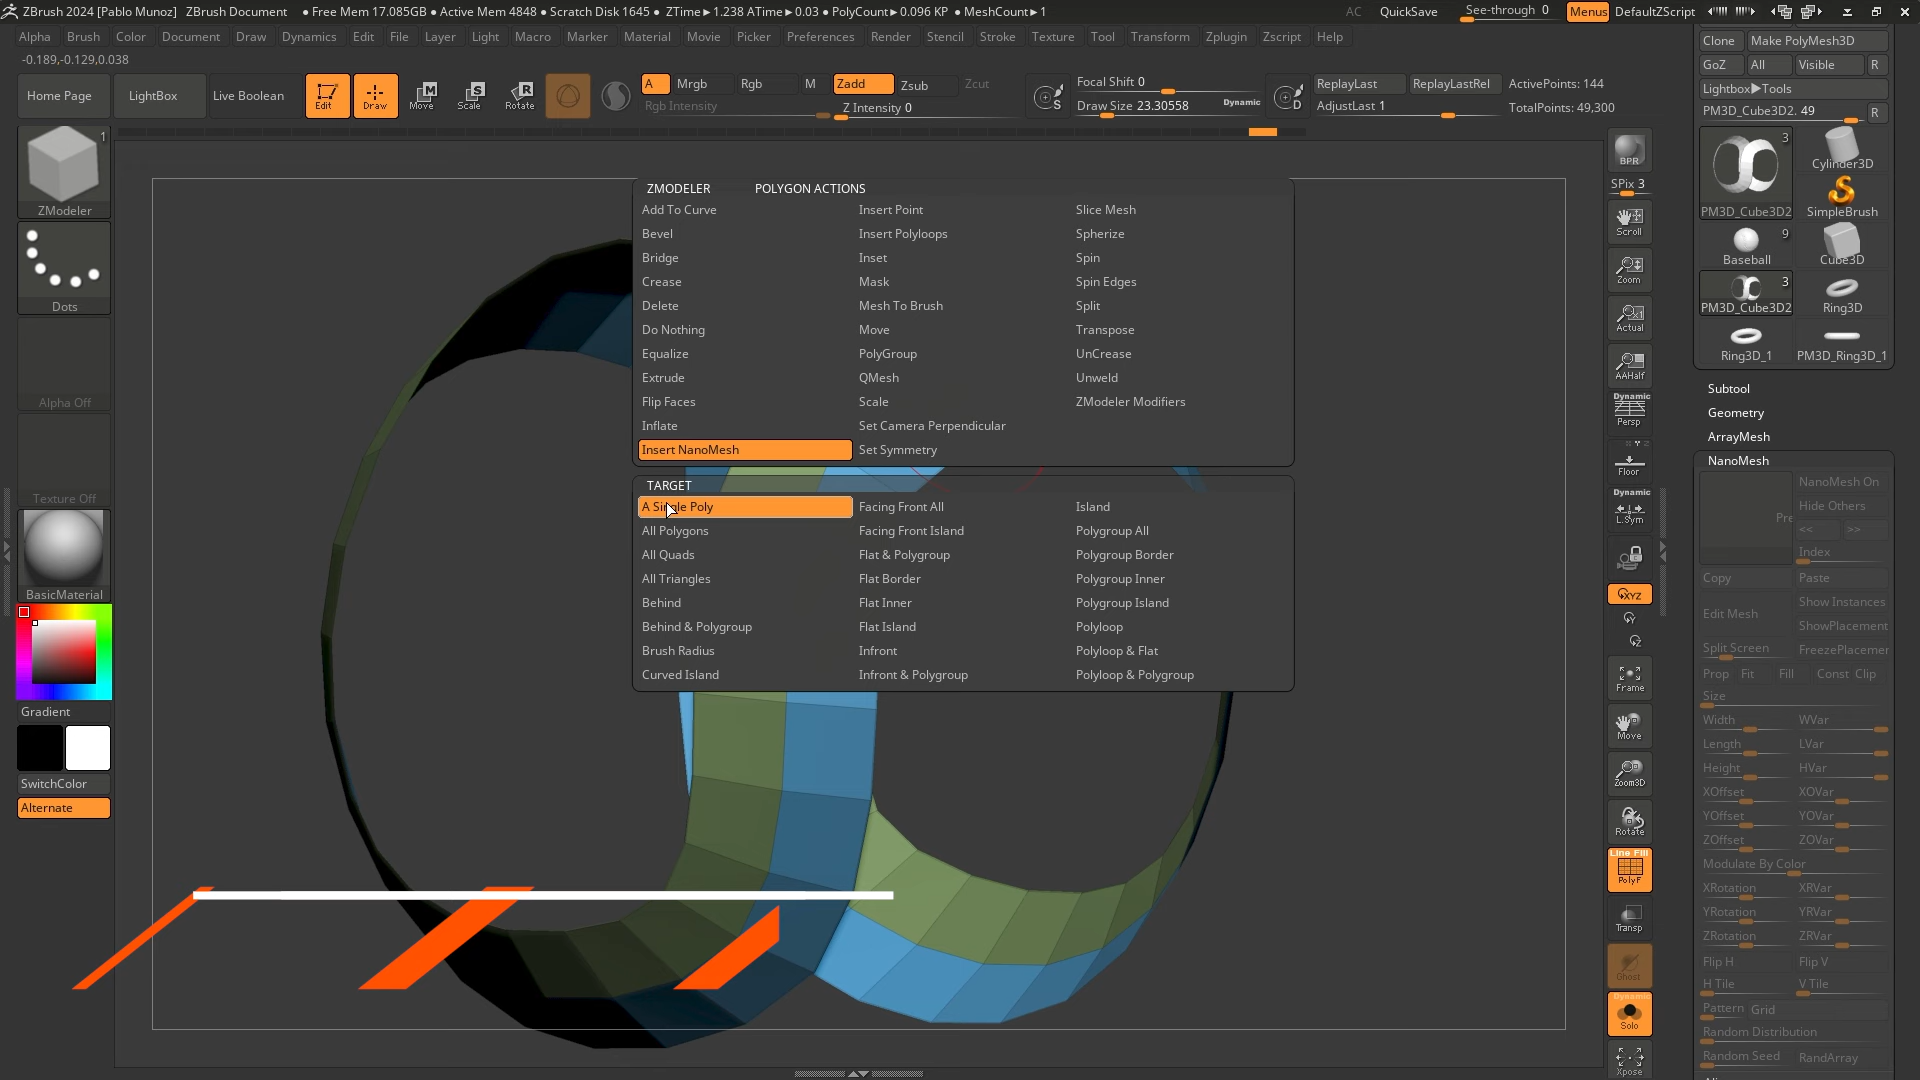 ZBrush 2024 [Pablo Munoz] ZBrush Document • Free Mem 17.085GB • Active Mem 4848 • Scratch Disk 1645 • ZTime▸1.238 ATime▸0.03 • PolyCount▸0.096 KP • MeshCount▸1 AC QuickSave See-through 0 Menus DefaultZScript
Alpha Brush Color Document Draw Dynamics Edit File Layer Light Macro Marker Material Movie Picker Preferences Render Stencil Stroke Texture Tool Transform Zplugin Zscript Help
-0.189,-0.129,0.038
Home Page LightBox Live Boolean Edit Draw Move Scale Rotate
A Mrgb Rgb M Zadd Zsub Zcut
Rgb Intensity Z Intensity 0
S Focal Shift 0
Draw Size 23.30558 Dynamic
D ReplayLast ReplayLastRel ActivePoints: 144
AdjustLast 1 TotalPoints: 49,300
1
ZModeler
Dots
Alpha Off
Texture Off
BasicMaterial
Gradient
SwitchColor
Alternate
ZMODELER POLYGON ACTIONS
Add To Curve Insert Point Slice Mesh
Bevel Insert Polyloops Spherize
Bridge Inset Spin
Crease Mask Spin Edges
Delete Mesh To Brush Split
Do Nothing Move Transpose
Equalize PolyGroup UnCrease
Extrude QMesh Unweld
Flip Faces Scale ZModeler Modifiers
Inflate Set Camera Perpendicular
Insert NanoMesh Set Symmetry
TARGET
A Single Poly Facing Front All Island
All Polygons Facing Front Island Polygroup All
All Quads Flat & Polygroup Polygroup Border
All Triangles Flat Border Polygroup Inner
Behind Flat Inner Polygroup Island
Behind & Polygroup Flat Island Polyloop
Brush Radius Infront Polyloop & Flat
Curved Island Infront & Polygroup Polyloop & Polygroup
BPR
SPix 3
Scroll
Zoom
Actual
AAHalf
Dynamic
Persp
Floor
Dynamic
L.Sym
XYZ
Frame
Move
Zoom3D
Rotate
Line Fill
PolyF
Transp
Ghost
Dynamic
Solo
Xpose
Clone Make PolyMesh3D
GoZ All Visible R
Lightbox▸Tools
PM3D_Cube3D2. 49 R
3
PM3D_Cube3D2
Cylinder3D
SimpleBrush
9
Baseball Cube3D
3
PM3D_Cube3D2 Ring3D
Ring3D_1 PM3D_Ring3D_1
Subtool
Geometry
ArrayMesh
NanoMesh
Pre
NanoMesh On
Hide Others
<< >>
Index
Copy Paste
Edit Mesh Show Instances
ShowPlacement
Split Screen FreezePlacemen
Prop Fit Fill Const Clip
Size
Width WVar
Length LVar
Height HVar
XOffset XOVar
YOffset YOVar
ZOffset ZOVar
Modulate By Color
XRotation XRVar
YRotation YRVar
ZRotation ZRVar
Flip H Flip V
H Tile V Tile
Pattern Grid
Random Distribution
Random Seed RandArray